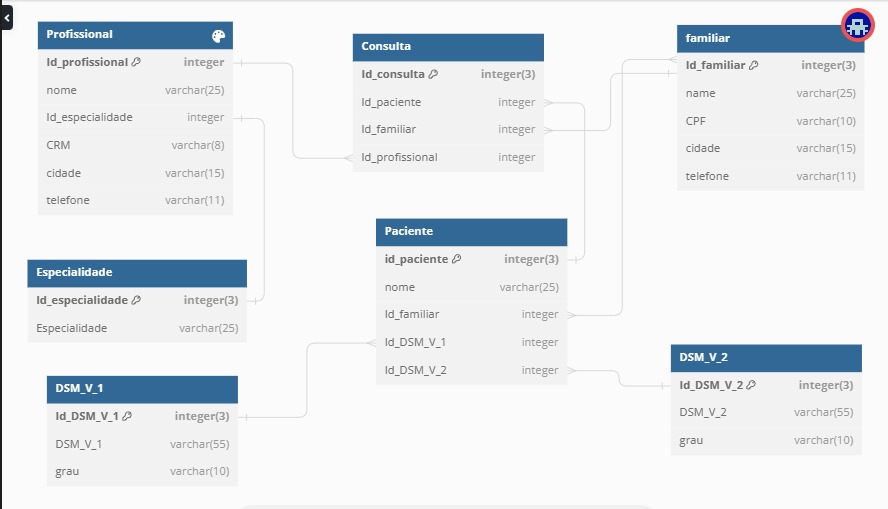 Profissional
Id_profissional integer
nome varchar(25)
Id_especialidade integer
CRM varchar(8)
cidade varchar(15)
telefone varchar(11)
Consulta
Id_consulta integer(3)
Id_paciente integer
Id_familiar integer
Id_profissional integer
familiar
Id_familiar integer(3)
name varchar(25)
CPF varchar(10)
cidade varchar(15)
telefone varchar(11)
Paciente
id_paciente integer(3)
nome varchar(25)
Id_familiar integer
Id_DSM_V_1 integer
Id_DSM_V_2 integer
Especialidade
Id_especialidade integer(3)
Especialidade varchar(25)
DSM_V_1
Id_DSM_V_1 integer(3)
DSM_V_1 varchar(55)
grau varchar(10)
DSM_V_2
Id_DSM_V_2 integer(3)
DSM_V_2 varchar(55)
grau varchar(10)